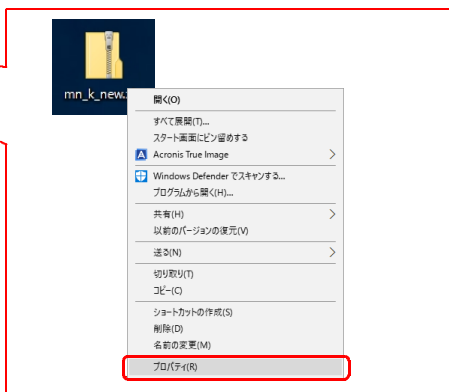 mn_k_new.
開く(O)
すべて展開(T)...
スタート画面にピン留めする
Acronis True Image
Windows Defender でスキャンする...
プログラムから開く(H)...
共有(H)
以前のバージョンの復元(V)
送る(N)
切り取り(T)
コピー(C)
ショートカットの作成(S)
削除(D)
名前の変更(M)
プロパティ(R)